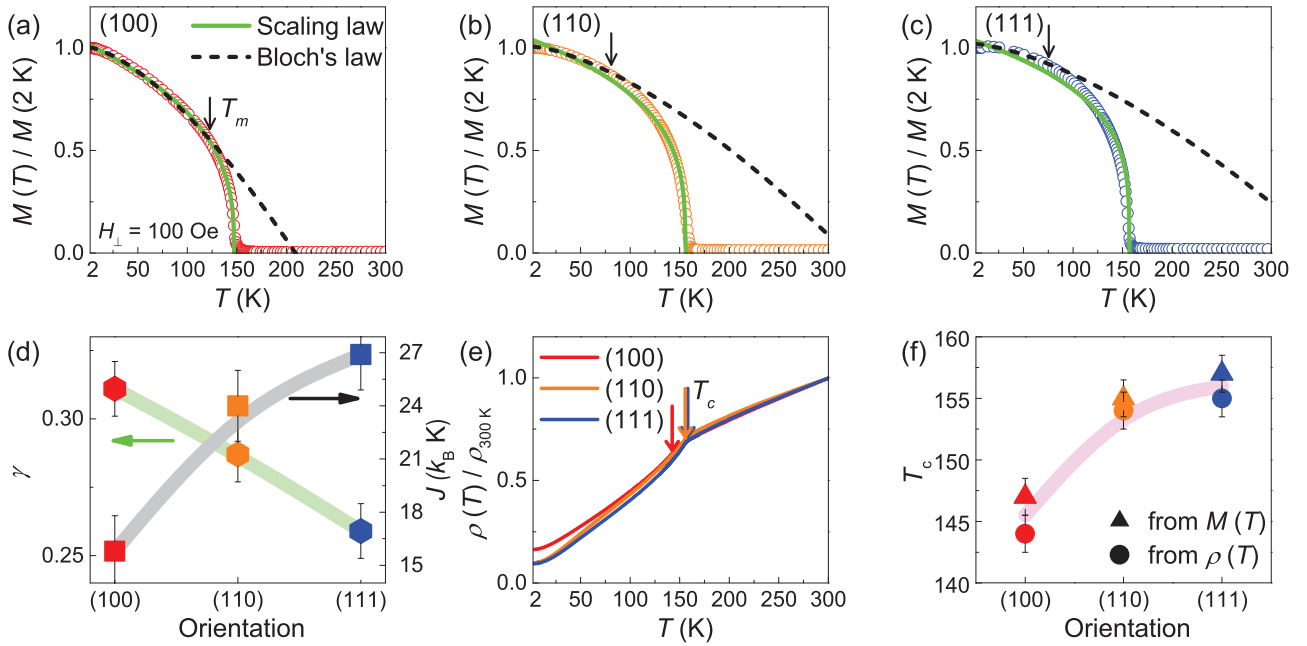 (a)
(100)
Scaling law
Bloch's law
T_m
H⊥ = 100 Oe
M (T) / M (2 K)
1.0
0.5
0.0
2 50 100 150 200 250 300
T (K)
(b)
(110)
M (T) / M (2 K)
1.0
0.5
0.0
2 50 100 150 200 250 300
T (K)
(c)
(111)
M (T) / M (2 K)
1.0
0.5
0.0
2 50 100 150 200 250 300
T (K)
(d)
γ
0.30
0.25
J (k_B K)
27
24
21
18
15
(100) (110) (111)
Orientation
(e)
(100)
(110)
(111)
T_c
ρ (T) / ρ_300 K
1.0
0.5
0.0
2 50 100 150 200 250 300
T (K)
(f)
T_c
160
155
150
145
140
from M (T)
from ρ (T)
(100) (110) (111)
Orientation